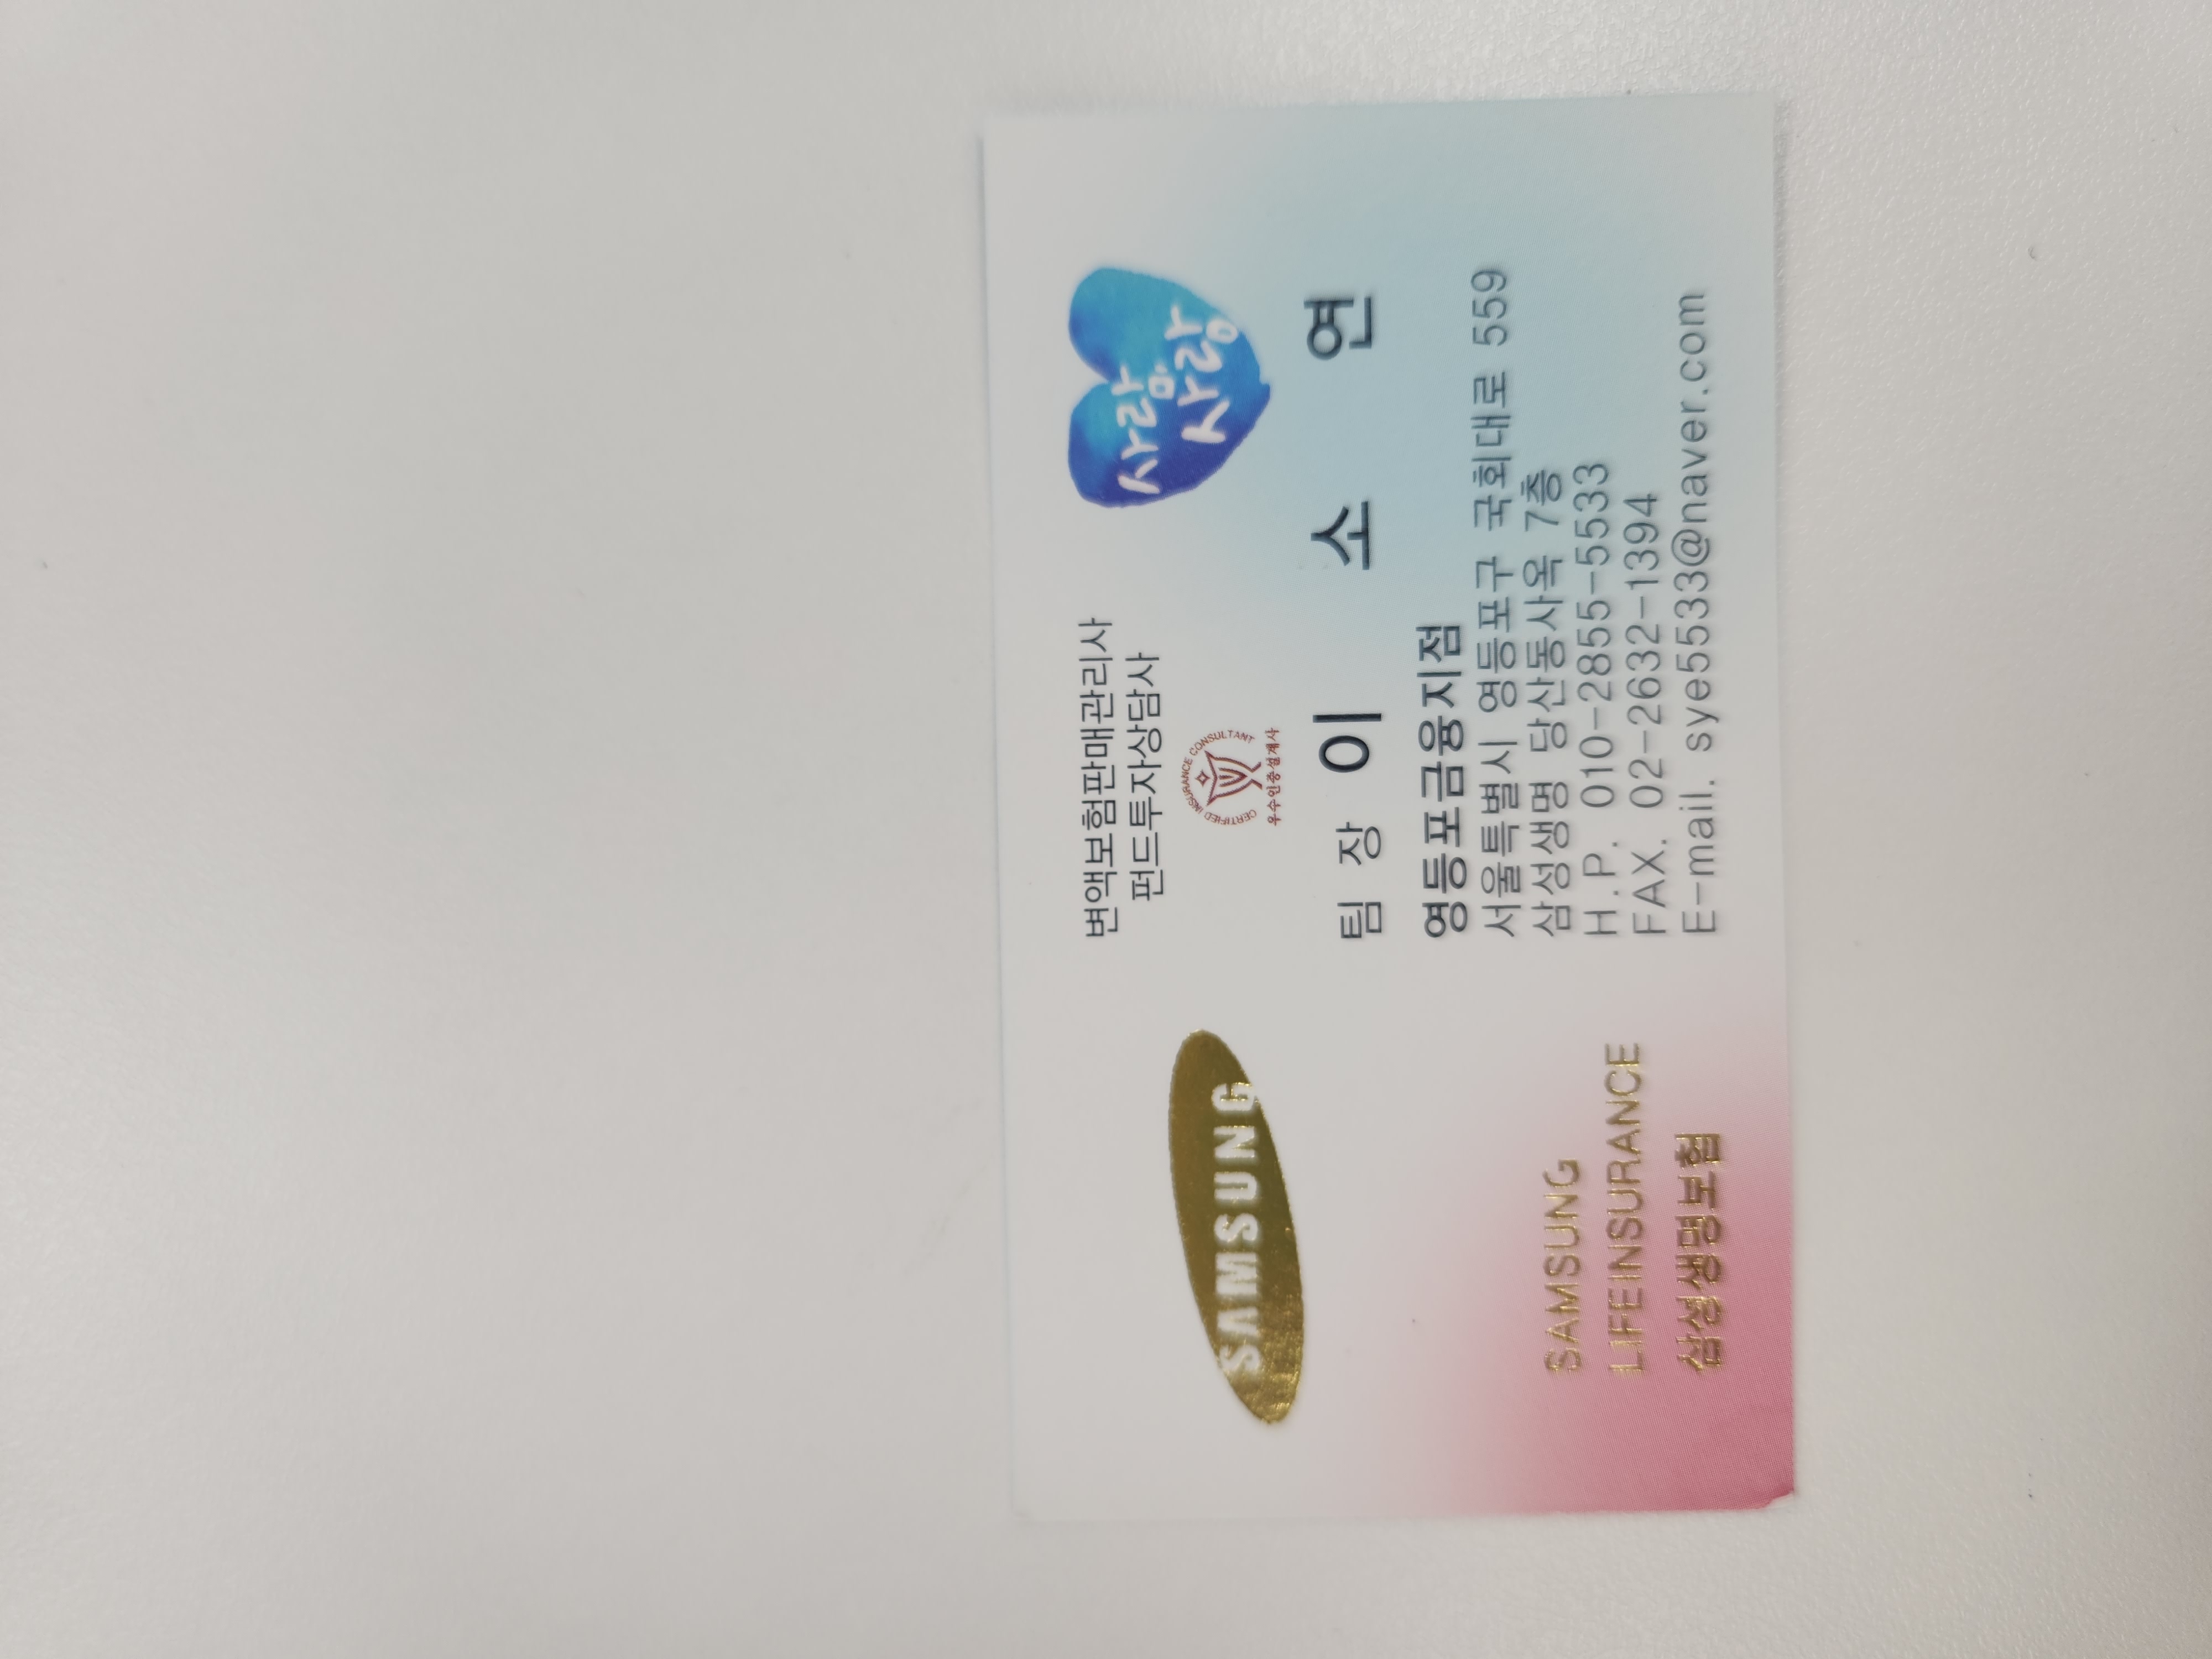 변액보험판매관리사
펀드투자상담사
사람,
사랑
CERTIFIED INSURANCE CONSULTANT
우수인증설계사
SAMSUNG
팀 장 이 소 연
영등포금융지점
서울특별시 영등포구 국회대로 559
삼성생명 당산동사옥 7층
H.P. 010-2855-5533
FAX. 02-2632-1394
E-mail. sye5533@naver.com
SAMSUNG
LIFEINSURANCE
삼성생명보험